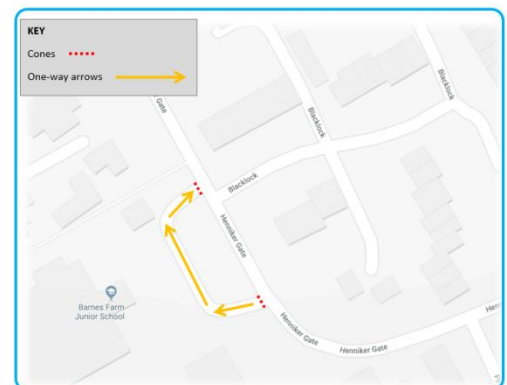 KEY
Cones
One-way arrows
Gate
Blacklock
Blacklock
Blacklock
Henniker Gate
Barnes Farm
Junior School
Henniker Gate
Hen
Henniker Gate